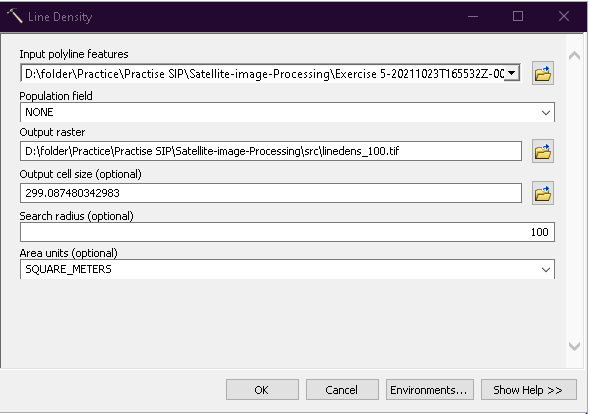 Line Density
Input polyline features
D:\folder\Practice\Practise SIP\Satellite-image-Processing\Exercise 5-20211023T165532Z-00
Population field
NONE
Output raster
D:\folder\Practice\Practise SIP\Satellite-image-Processing\src\linedens_100.tif
Output cell size (optional)
299.087480342983
Search radius (optional)
100
Area units (optional)
SQUARE_METERS
OK Cancel Environments... Show Help >>